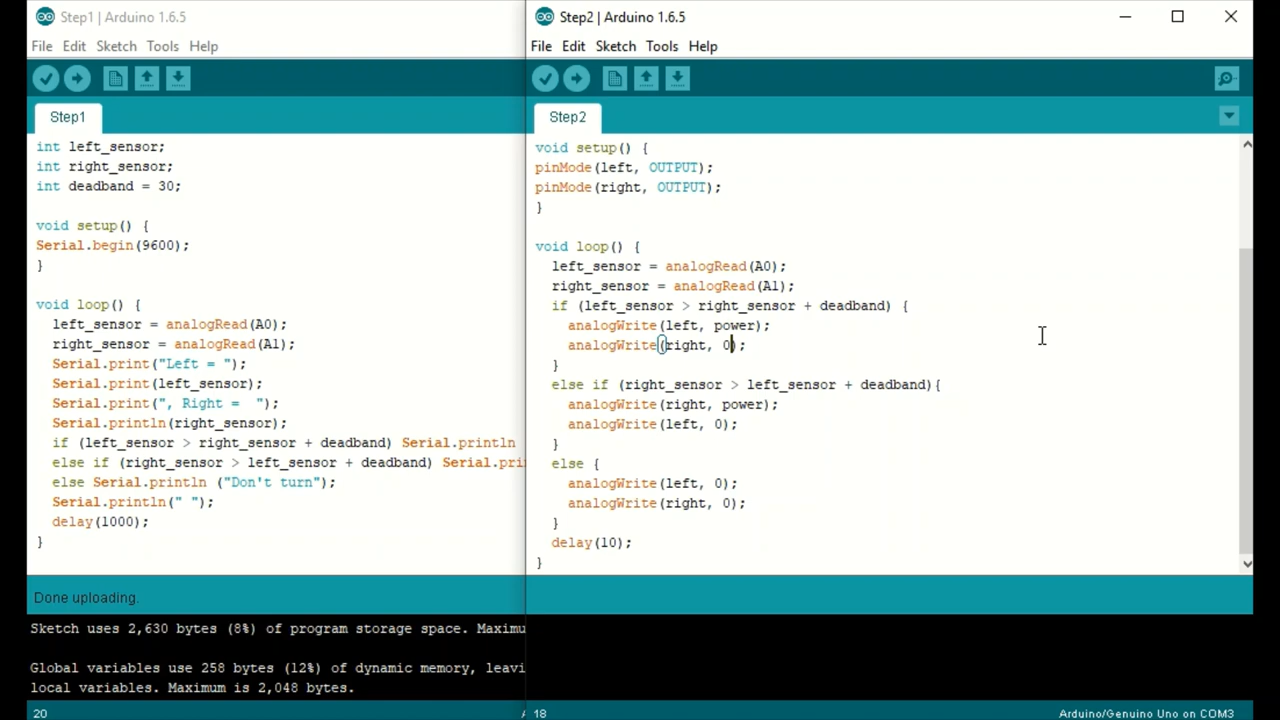 Step1 | Arduino 1.6.5
File Edit Sketch Tools Help
Step1
int left_sensor;
int right_sensor;
int deadband = 30;
void setup() {
Serial.begin(9600);
}
void loop() {
left_sensor = analogRead(A0);
right_sensor = analogRead(A1);
Serial.print("Left = ");
Serial.print(left_sensor);
Serial.print(", Right =  ");
Serial.println(right_sensor);
if (left_sensor > right_sensor + deadband) Serial.println
else if (right_sensor > left_sensor + deadband) Serial.pri
else Serial.println ("Don't turn");
Serial.println(" ");
delay(1000);
}
Done uploading.
Sketch uses 2,630 bytes (8%) of program storage space. Maximu
Global variables use 258 bytes (12%) of dynamic memory, leavi
local variables. Maximum is 2,048 bytes.
20
Step2 | Arduino 1.6.5
File Edit Sketch Tools Help
Step2
void setup() {
pinMode(left, OUTPUT);
pinMode(right, OUTPUT);
}
void loop() {
left_sensor = analogRead(A0);
right_sensor = analogRead(A1);
if (left_sensor > right_sensor + deadband) {
analogWrite(left, power);
analogWrite(right, 0);
}
else if (right_sensor > left_sensor + deadband){
analogWrite(right, power);
analogWrite(left, 0);
}
else {
analogWrite(left, 0);
analogWrite(right, 0);
}
delay(10);
}
18
Arduino/Genuino Uno on COM3